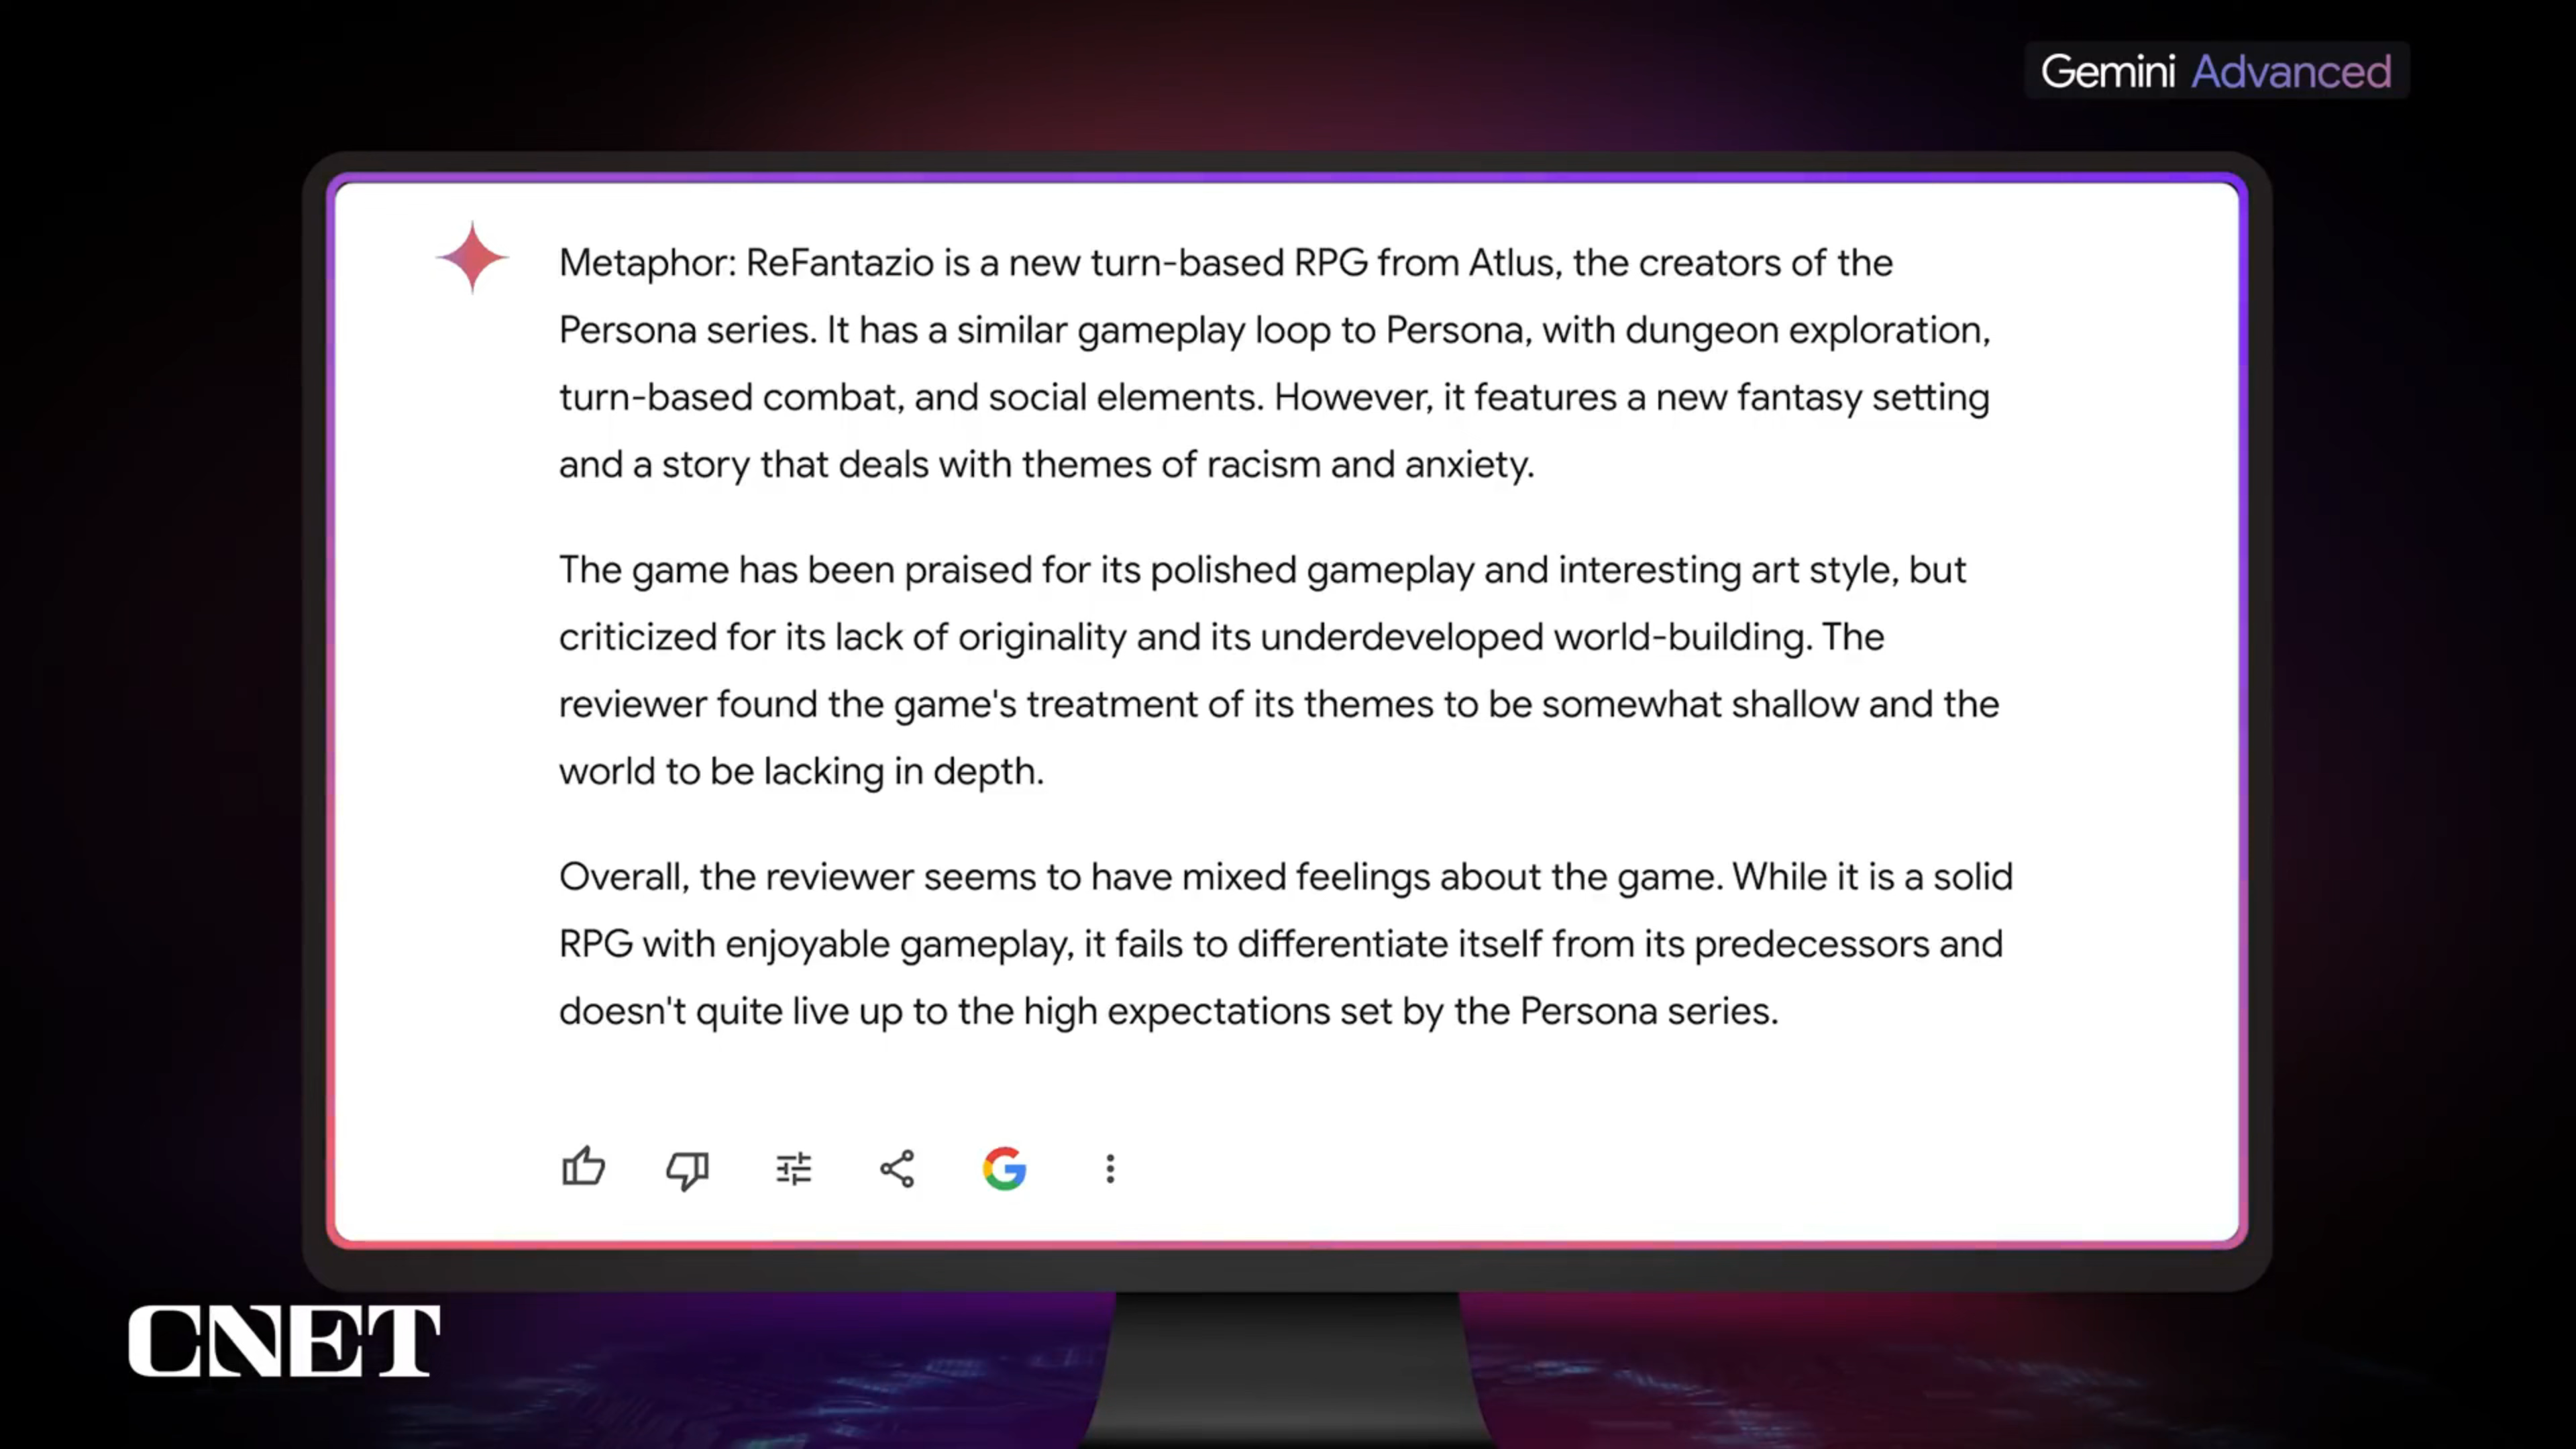 Gemini Advanced
Metaphor: ReFantazio is a new turn-based RPG from Atlus, the creators of the
Persona series. It has a similar gameplay loop to Persona, with dungeon exploration,
turn-based combat, and social elements. However, it features a new fantasy setting
and a story that deals with themes of racism and anxiety.
The game has been praised for its polished gameplay and interesting art style, but
criticized for its lack of originality and its underdeveloped world-building. The
reviewer found the game's treatment of its themes to be somewhat shallow and the
world to be lacking in depth.
Overall, the reviewer seems to have mixed feelings about the game. While it is a solid
RPG with enjoyable gameplay, it fails to differentiate itself from its predecessors and
doesn't quite live up to the high expectations set by the Persona series.
CNET